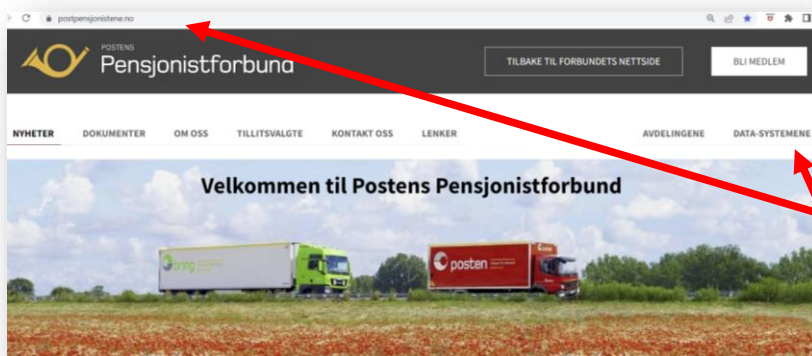 postpensjonistene.no
POSTENS
Pensjonistforbund
TILBAKE TIL FORBUNDETS NETTSIDE
BLI MEDLEM
NYHETER DOKUMENTER OM OSS TILLITSVALGTE KONTAKT OSS LENKER AVDELINGENE DATA-SYSTEMENE
Velkommen til Postens Pensjonistforbund
bring
posten